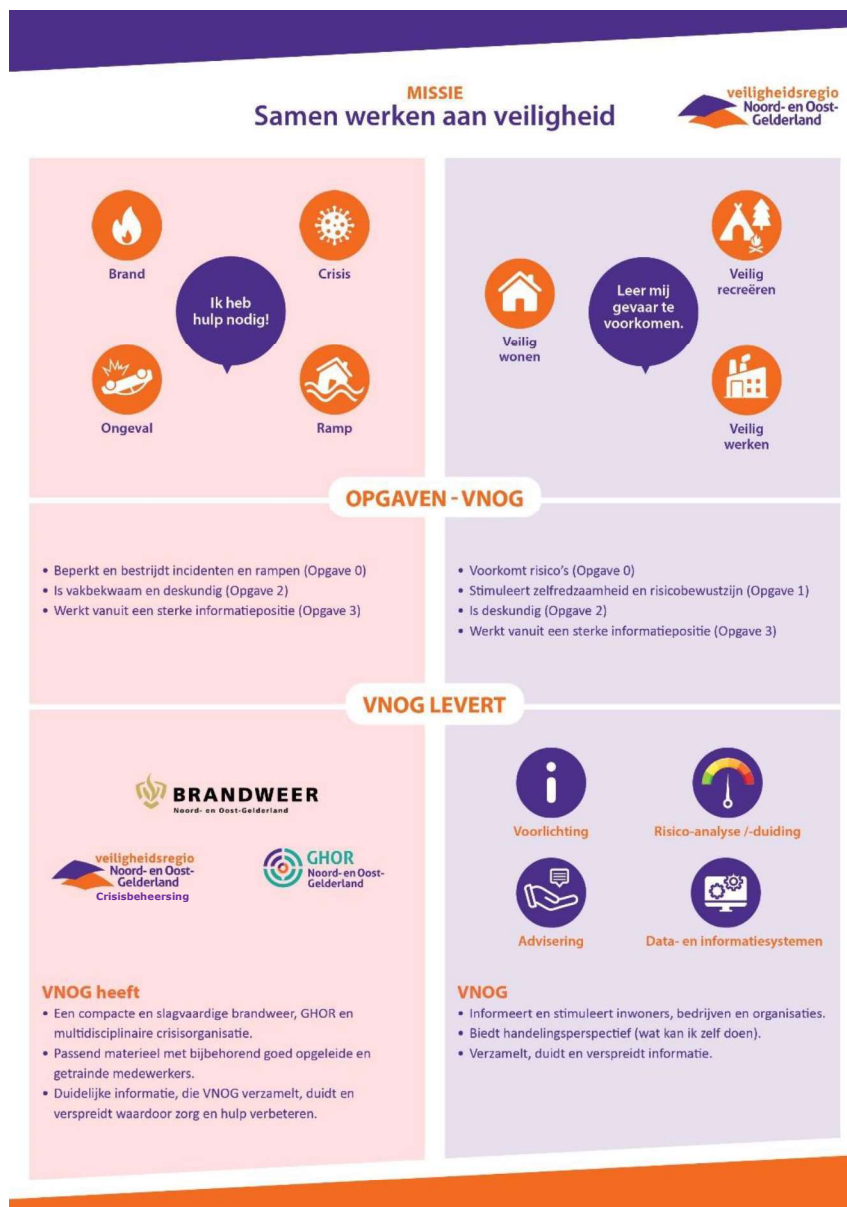 MISSIE
Samen werken aan veiligheid
veiligheidsregio
Noord- en Oost-
Gelderland
Brand
Crisis
Ik heb
hulp nodig!
Ongeval
Ramp
Veilig
wonen
Leer mij
gevaar te
voorkomen.
Veilig
recreëren
Veilig
werken
OPGAVEN - VNOG
• Beperkt en bestrijdt incidenten en rampen (Opgave 0)
• Is vakbekwaam en deskundig (Opgave 2)
• Werkt vanuit een sterke informatiepositie (Opgave 3)
• Voorkomt risico's (Opgave 0)
• Stimuleert zelfredzaamheid en risicobewustzijn (Opgave 1)
• Is deskundig (Opgave 2)
• Werkt vanuit een sterke informatiepositie (Opgave 3)
VNOG LEVERT
BRANDWEER
Noord- en Oost-Gelderland
veiligheidsregio
Noord- en Oost-
Gelderland
Crisisbeheersing
GHOR
Noord- en Oost-
Gelderland
Voorlichting
Risico-analyse /-duiding
Advisering
Data- en informatiesystemen
VNOG heeft
• Een compacte en slagvaardige brandweer, GHOR en
multidisciplinaire crisisorganisatie.
• Passend materieel met bijbehorend goed opgeleide en
getrainde medewerkers.
• Duidelijke informatie, die VNOG verzamelt, duidt en
verspreidt waardoor zorg en hulp verbeteren.
VNOG
• Informeert en stimuleert inwoners, bedrijven en organisaties.
• Biedt handelingsperspectief (wat kan ik zelf doen).
• Verzamelt, duidt en verspreidt informatie.